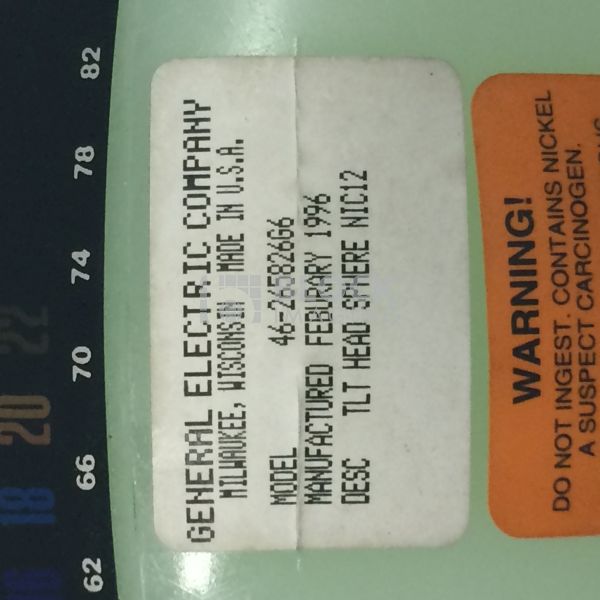 GENERAL ELECTRIC COMPANY
MILWAUKEE, WISCONSIN MADE IN U.S.A.
MODEL 46-265826G6
MANUFACTURED FEBURARY 1996
DESC TLT HEAD SPHERE NIC12
WARNING!
DO NOT INGEST. CONTAINS NICKEL
A SUSPECT CARCINOGEN.
82
78
74
70
66
62
22
20
18